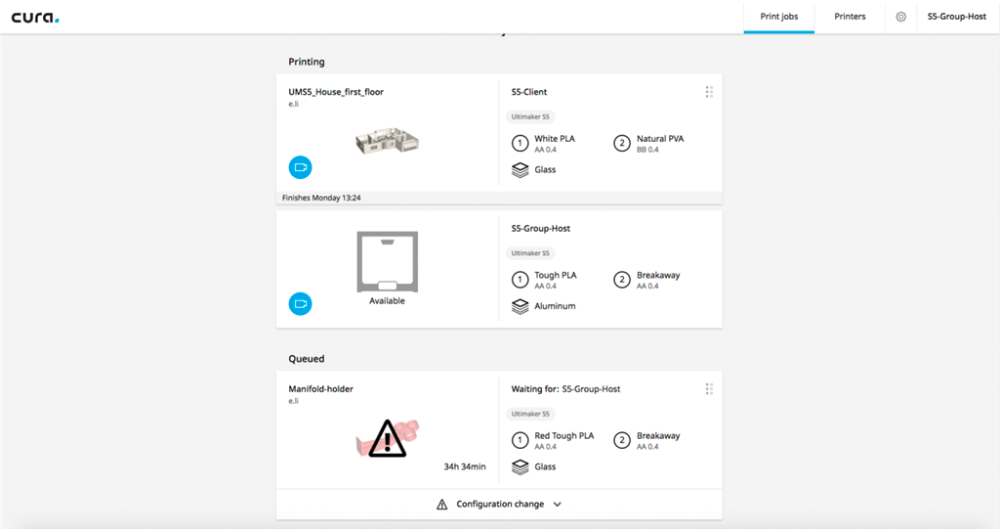 cura.
Print jobs
Printers
S5-Group-Host
Printing
UMS5_House_first_floor
e.li
S5-Client
Ultimaker S5
1 White PLA
AA 0.4
2 Natural PVA
BB 0.4
Glass
Finishes Monday 13:24
Available
S5-Group-Host
Ultimaker S5
1 Tough PLA
AA 0.4
2 Breakaway
AA 0.4
Aluminum
Queued
Manifold-holder
e.li
34h 34min
Waiting for: S5-Group-Host
Ultimaker S5
1 Red Tough PLA
AA 0.4
2 Breakaway
AA 0.4
Glass
Configuration change